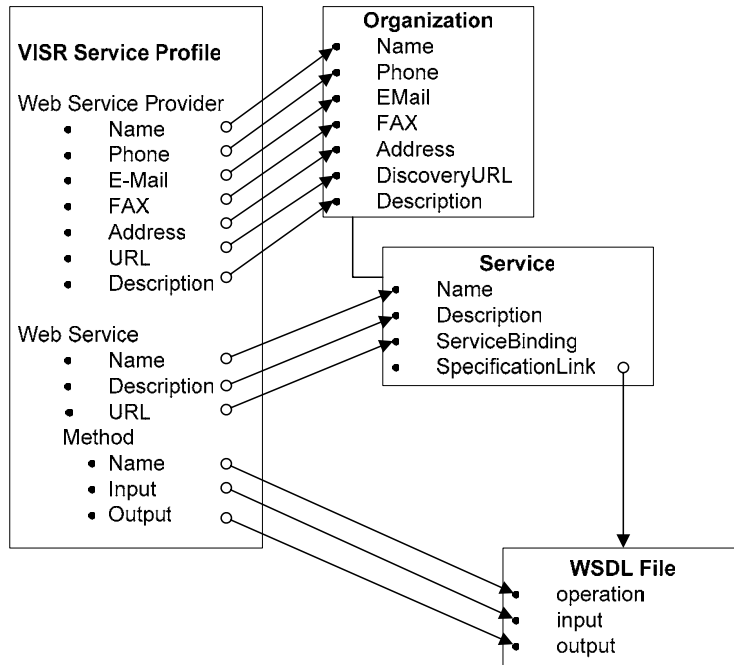 VISR Service Profile
Web Service Provider
• Name
• Phone
• E-Mail
• FAX
• Address
• URL
• Description
Web Service
• Name
• Description
• URL
Method
• Name
• Input
• Output
Organization
• Name
• Phone
• EMail
• FAX
• Address
• DiscoveryURL
• Description
Service
• Name
• Description
• ServiceBinding
• SpecificationLink
WSDL File
• operation
• input
• output